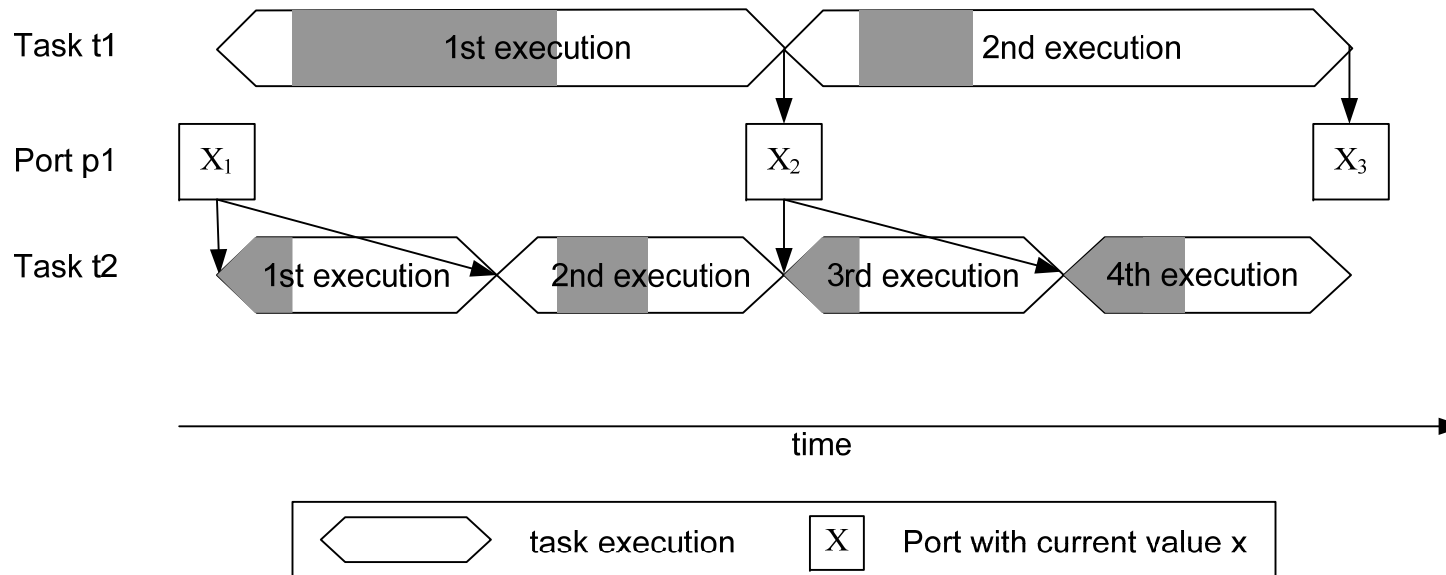 Task t1
1st execution
2nd execution
Port p1
X₁
X₂
X₃
Task t2
1st execution
2nd execution
3rd execution
4th execution
time
task execution
X
Port with current value x